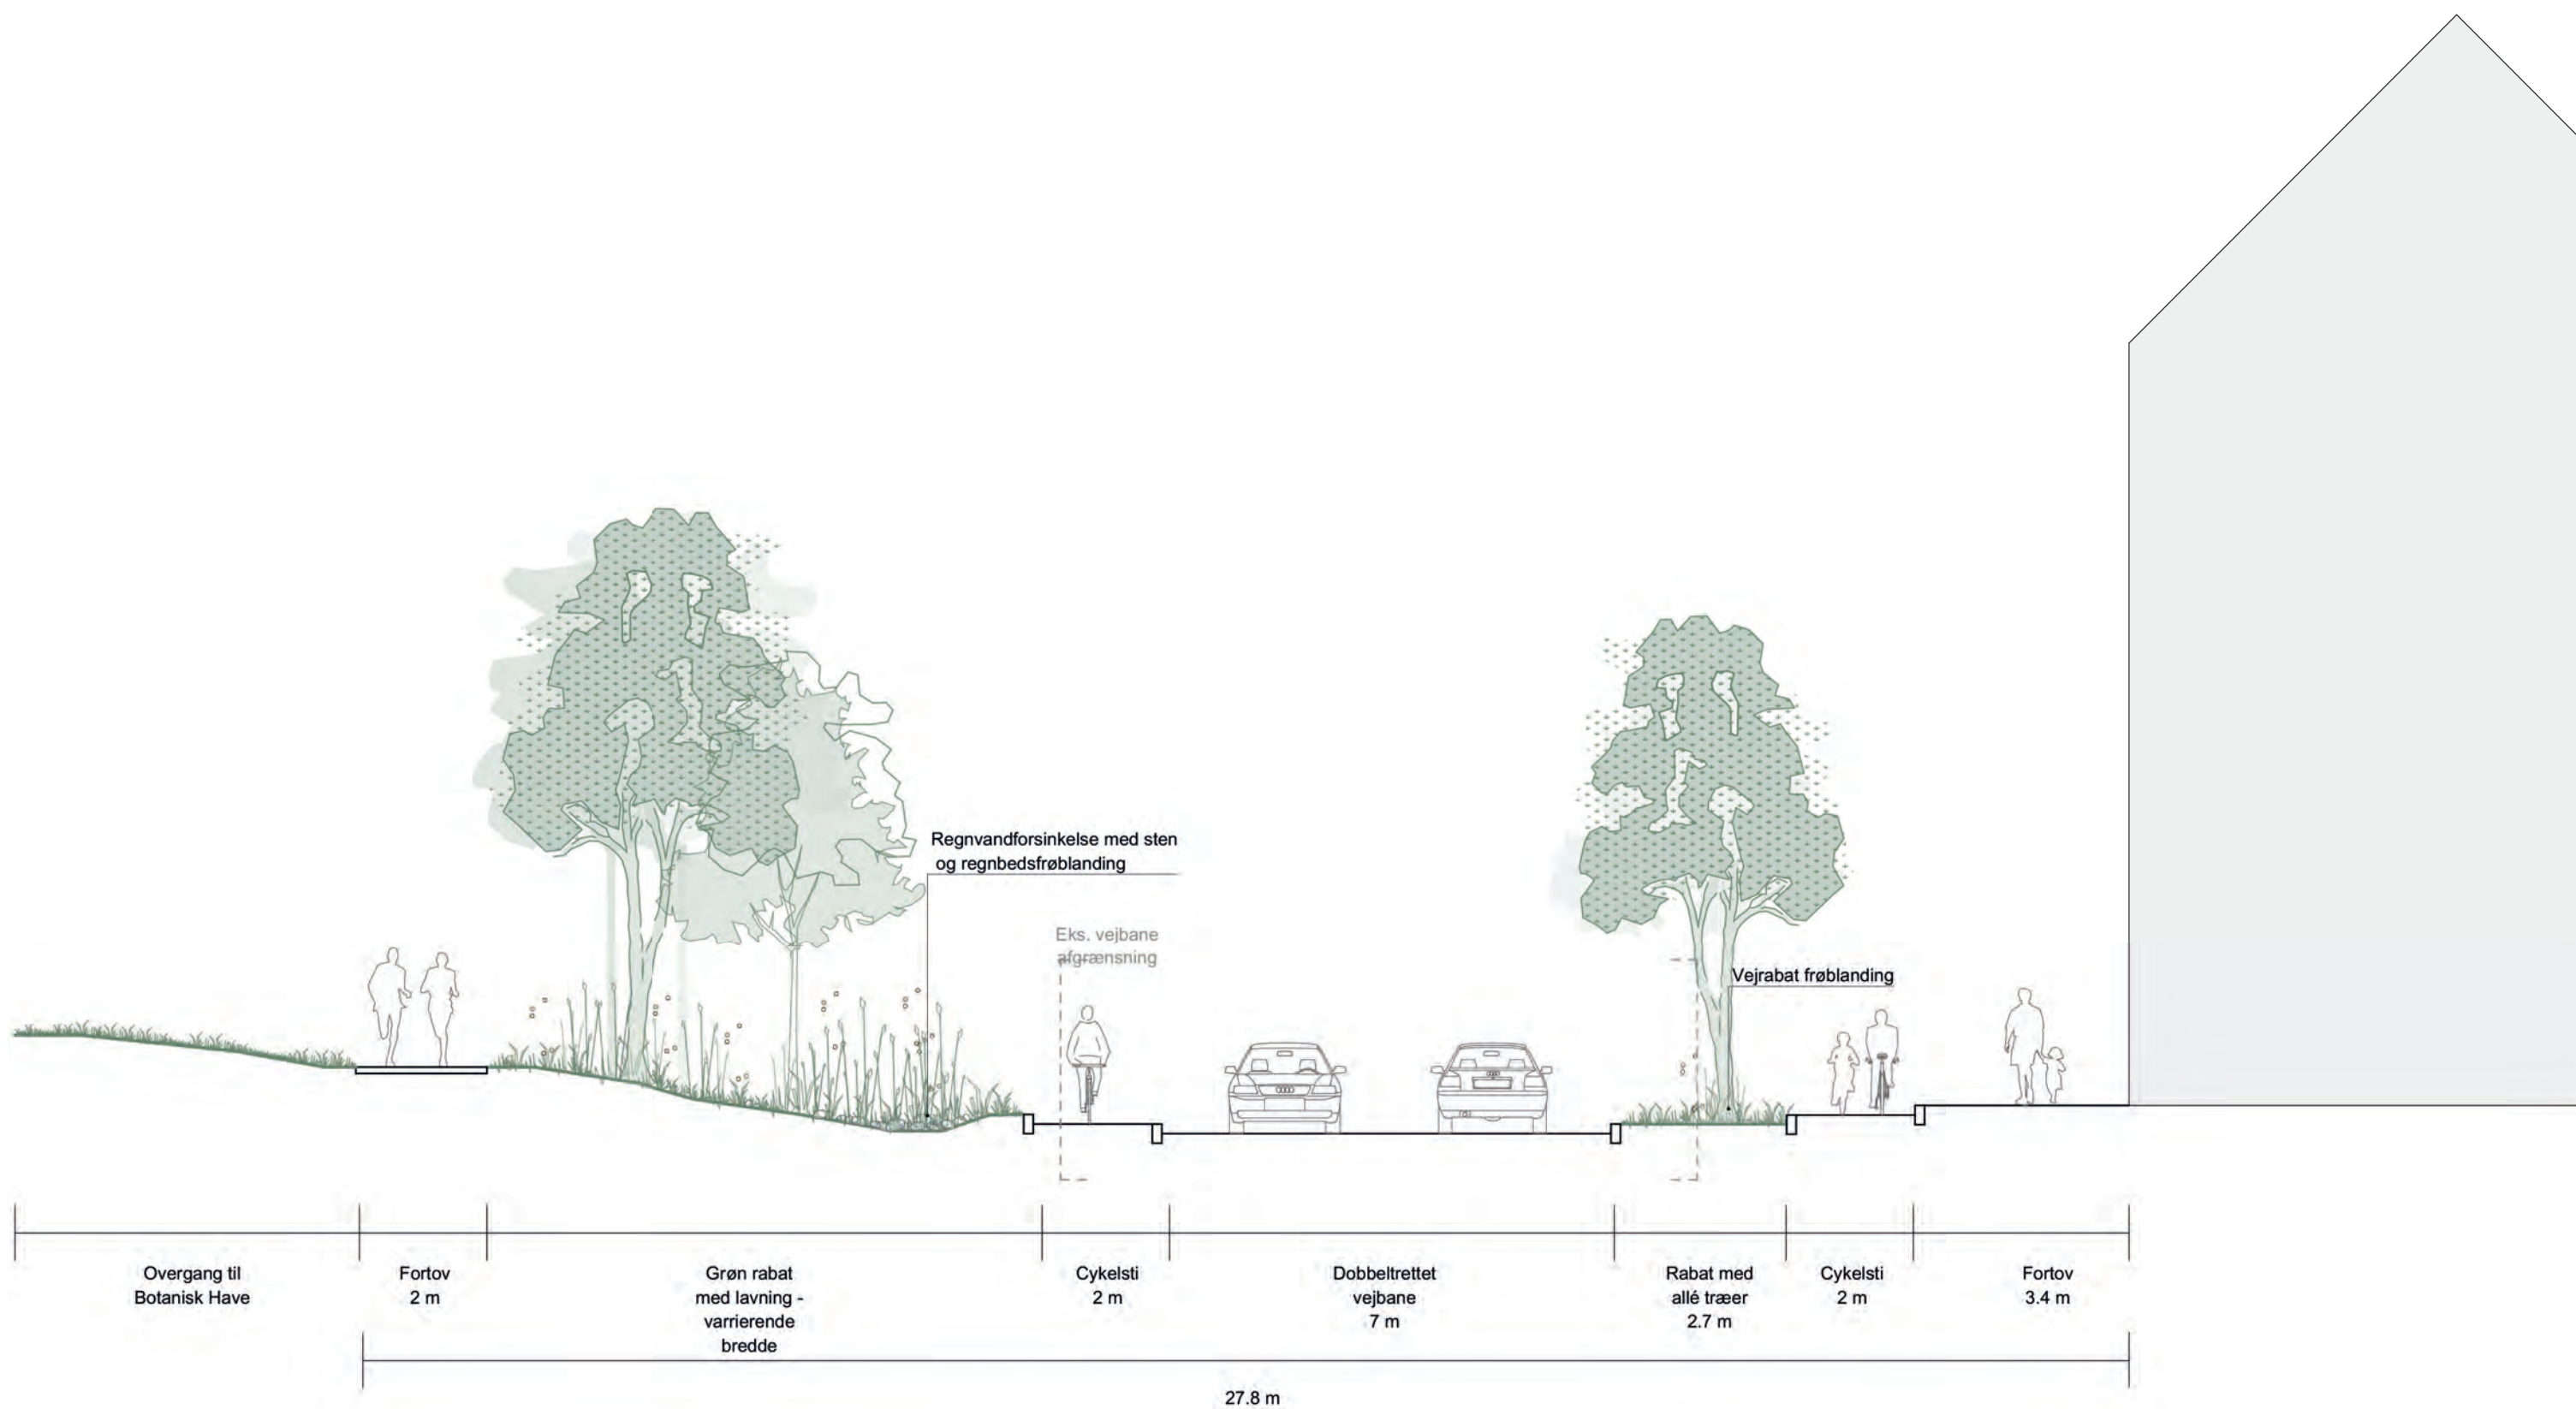 Regnvandforsinkelse med sten
og regnbedsfrøblanding
Eks. vejbane
afgrænsning
Vejrabat frøblanding
Overgang til
Botanisk Have
Fortov
2 m
Grøn rabat
med lavning -
varrierende
bredde
Cykelsti
2 m
Dobbeltrettet
vejbane
7 m
Rabat med
allé træer
2.7 m
Cykelsti
2 m
Fortov
3.4 m
27.8 m